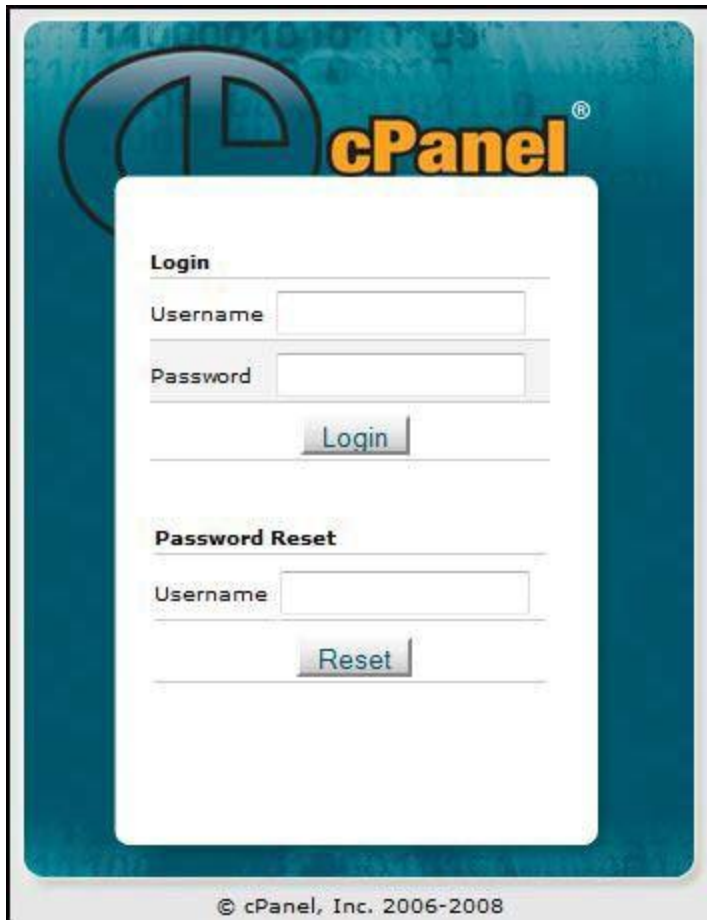 cPanel®
Login
Username
Password
Login
Password Reset
Username
Reset
© cPanel, Inc. 2006-2008